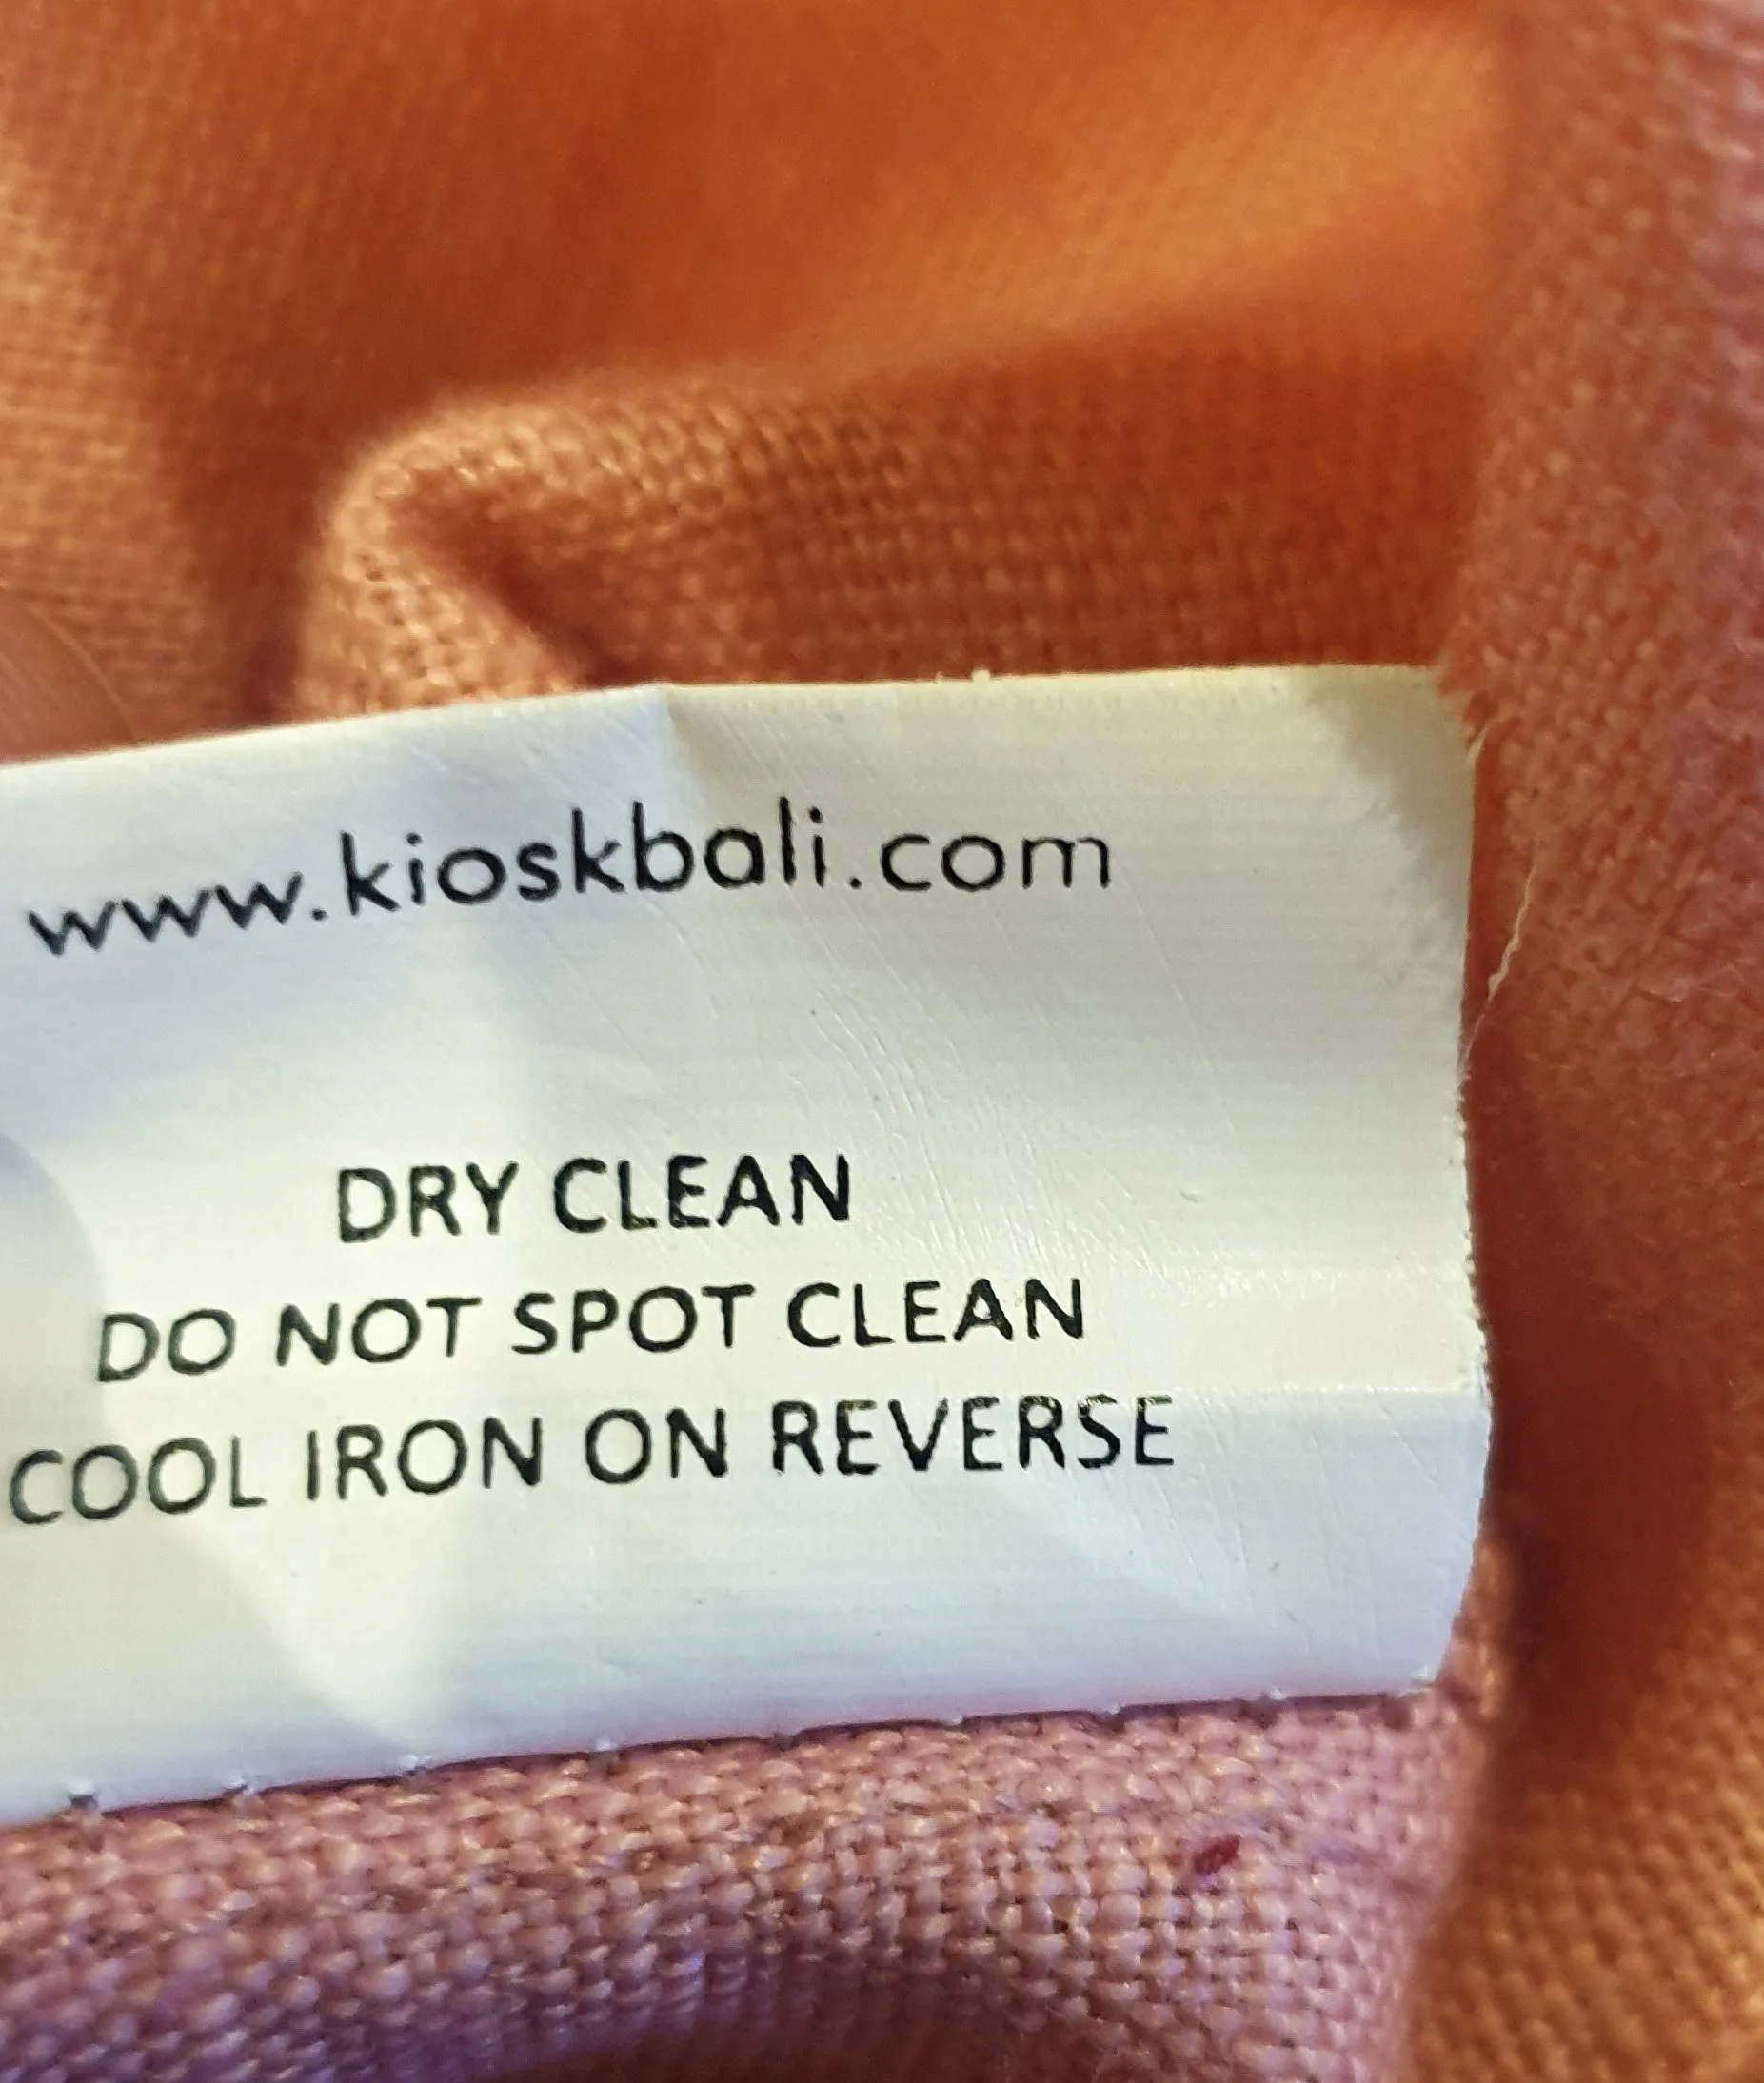 www.kioskbali.com
DRY CLEAN
DO NOT SPOT CLEAN
COOL IRON ON REVERSE